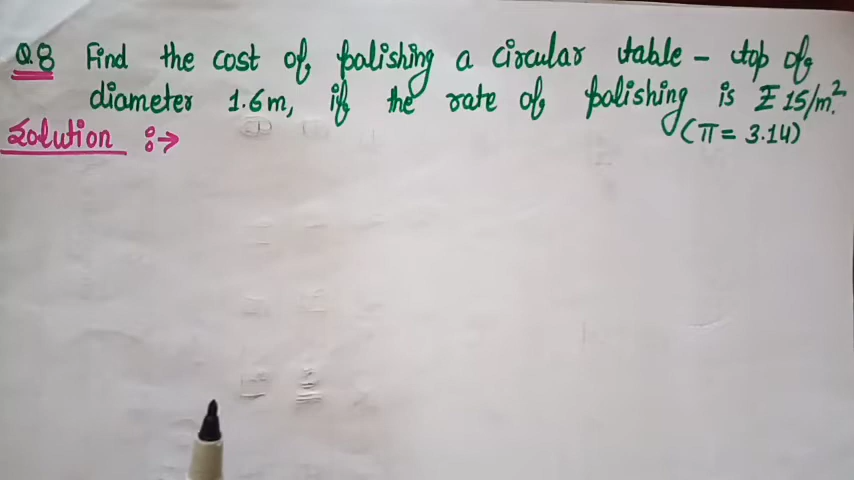 Q8 Find the cost of polishing a circular table - top of
diameter 1.6m, if the rate of polishing is ₹ 15/m².
(π = 3.14)
Solution :→